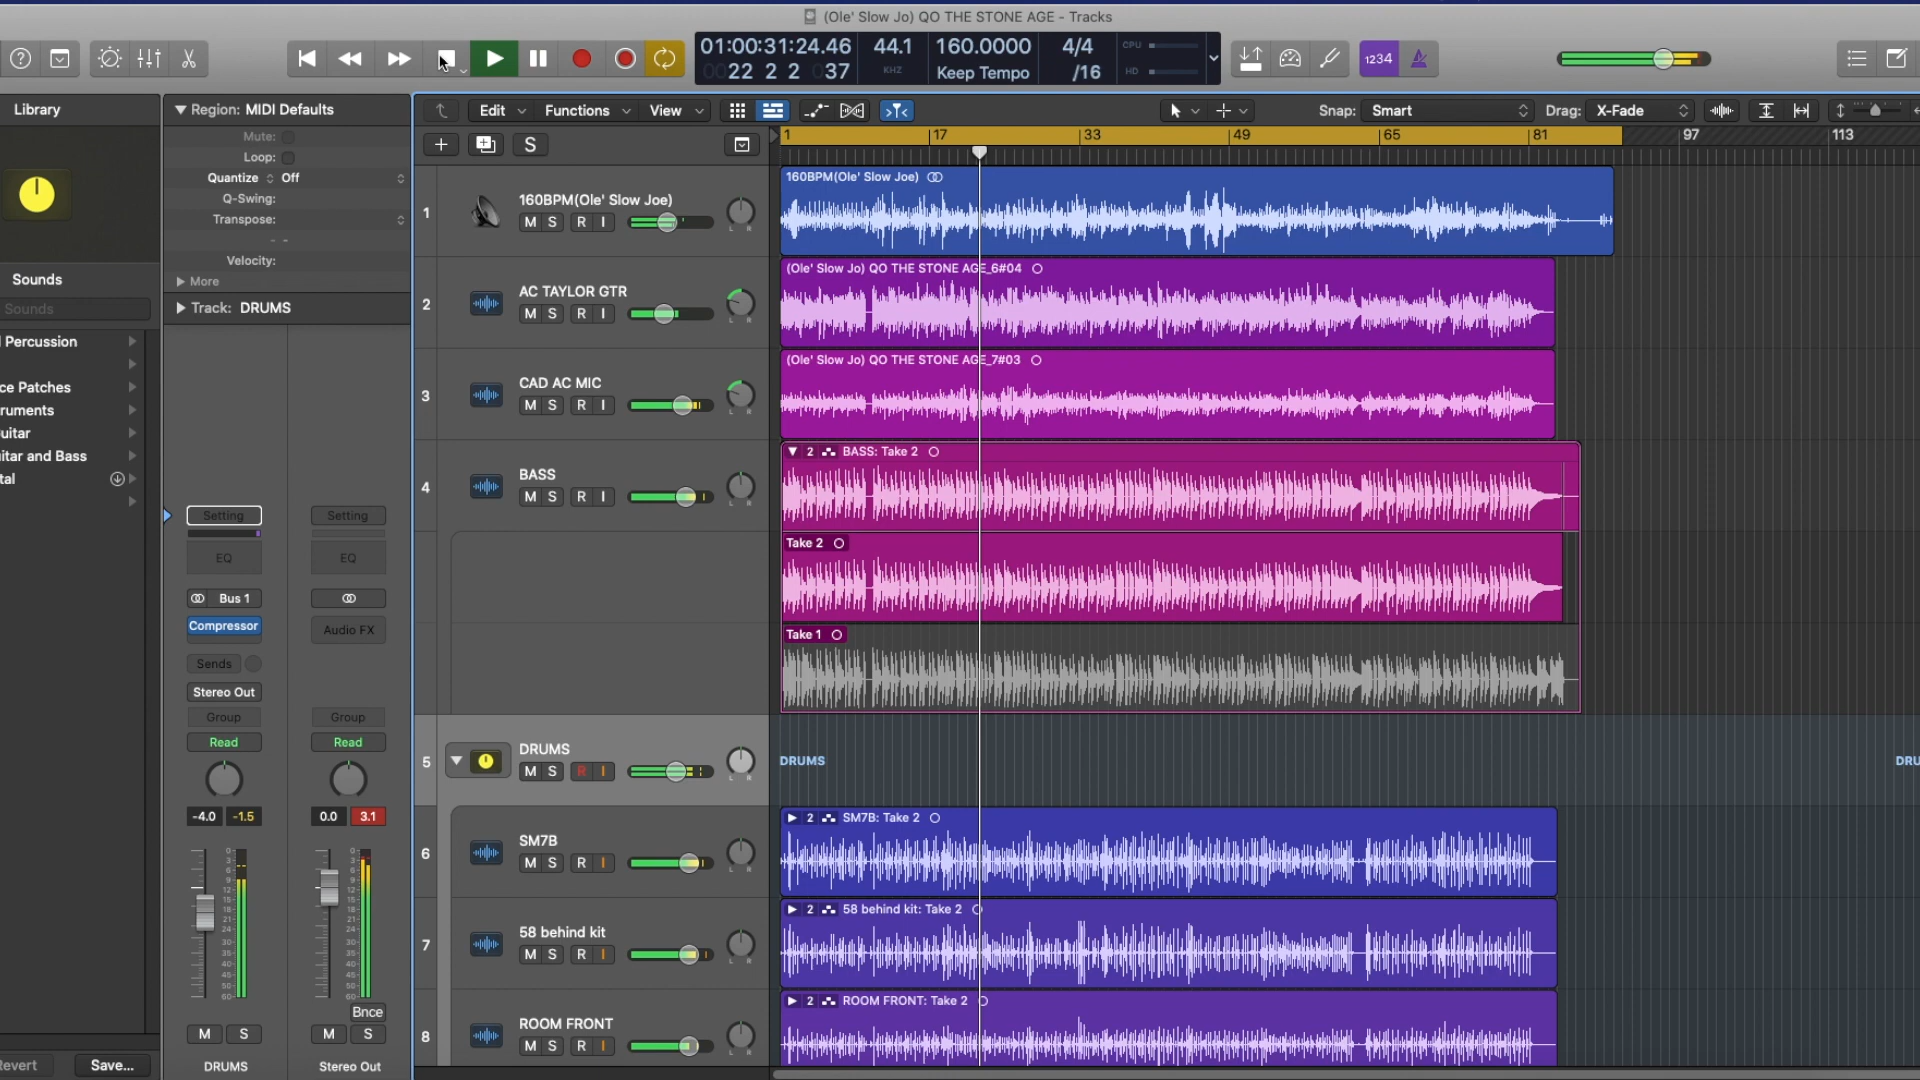 (Ole' Slow Jo) QO THE STONE AGE - Tracks
01:00:31:24.46
0022 2 2 037
44.1
KHZ
160.0000
Keep Tempo
4/4
/16
CPU
HD
1234
Library
Region: MIDI Defaults
Mute:
Loop:
Quantize Off
Q-Swing:
Transpose:
- -
Velocity:
More
Track: DRUMS
Edit
Functions
View
Snap: Smart
Drag: X-Fade
S
1
17
33
49
65
81
97
113
Sounds
Sounds
l Percussion
ce Patches
ruments
uitar
uitar and Bass
tal
Revert
Save...
Setting
EQ
Bus 1
Compressor
Sends
Stereo Out
Group
Read
-4.0
-1.5
M
S
DRUMS
Setting
EQ
Audio FX
Group
Read
0.0
3.1
Bnce
M
S
Stereo Out
1
160BPM(Ole' Slow Joe)
M S R I
L R
160BPM(Ole' Slow Joe)
2
AC TAYLOR GTR
M S R I
L R
(Ole' Slow Jo) QO THE STONE AGE_6#04
3
CAD AC MIC
M S R I
L R
(Ole' Slow Jo) QO THE STONE AGE_7#03
4
BASS
M S R I
L R
2 BASS: Take 2
Take 2
Take 1
5
DRUMS
M S R I
L R
DRUMS
DRU
6
SM7B
M S R I
L R
2 SM7B: Take 2
7
58 behind kit
M S R I
L R
2 58 behind kit: Take 2
8
ROOM FRONT
M S R I
L R
2 ROOM FRONT: Take 2